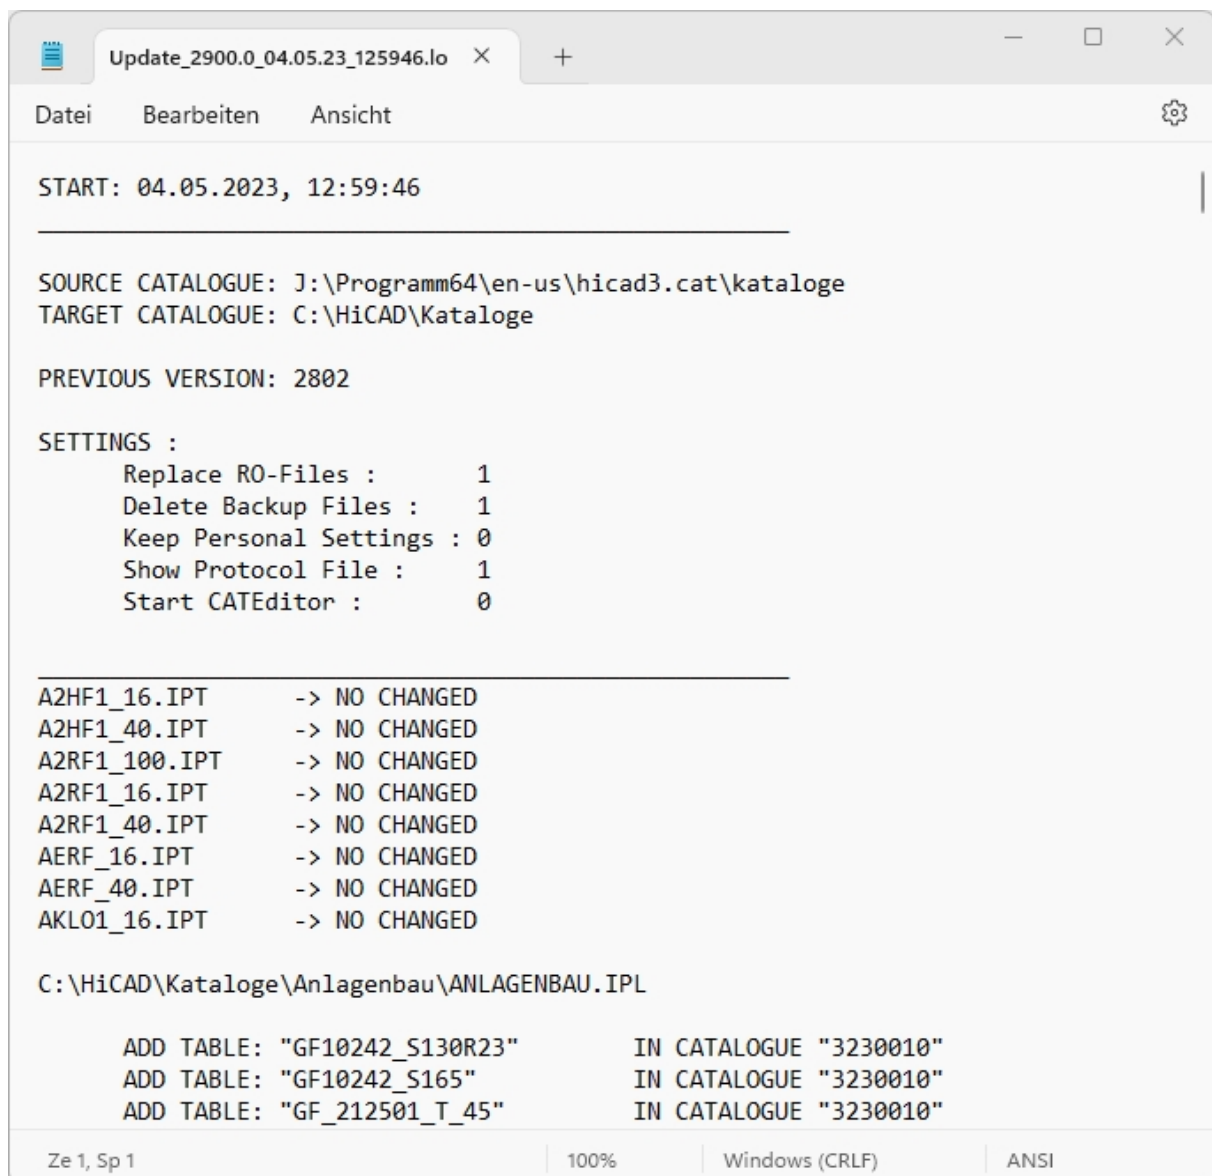 Update_2900.0_04.05.23_125946.lo
Datei Bearbeiten Ansicht
START: 04.05.2023, 12:59:46
SOURCE CATALOGUE: J:\Programm64\en-us\hicad3.cat\kataloge
TARGET CATALOGUE: C:\HiCAD\Kataloge
PREVIOUS VERSION: 2802
SETTINGS :
Replace RO-Files : 1
Delete Backup Files : 1
Keep Personal Settings : 0
Show Protocol File : 1
Start CATEditor : 0
A2HF1_16.IPT -> NO CHANGED
A2HF1_40.IPT -> NO CHANGED
A2RF1_100.IPT -> NO CHANGED
A2RF1_16.IPT -> NO CHANGED
A2RF1_40.IPT -> NO CHANGED
AERF_16.IPT -> NO CHANGED
AERF_40.IPT -> NO CHANGED
AKLO1_16.IPT -> NO CHANGED
C:\HiCAD\Kataloge\Anlagenbau\ANLAGENBAU.IPL
ADD TABLE: "GF10242_S130R23" IN CATALOGUE "3230010"
ADD TABLE: "GF10242_S165" IN CATALOGUE "3230010"
ADD TABLE: "GF_212501_T_45" IN CATALOGUE "3230010"
Ze 1, Sp 1 100% Windows (CRLF) ANSI